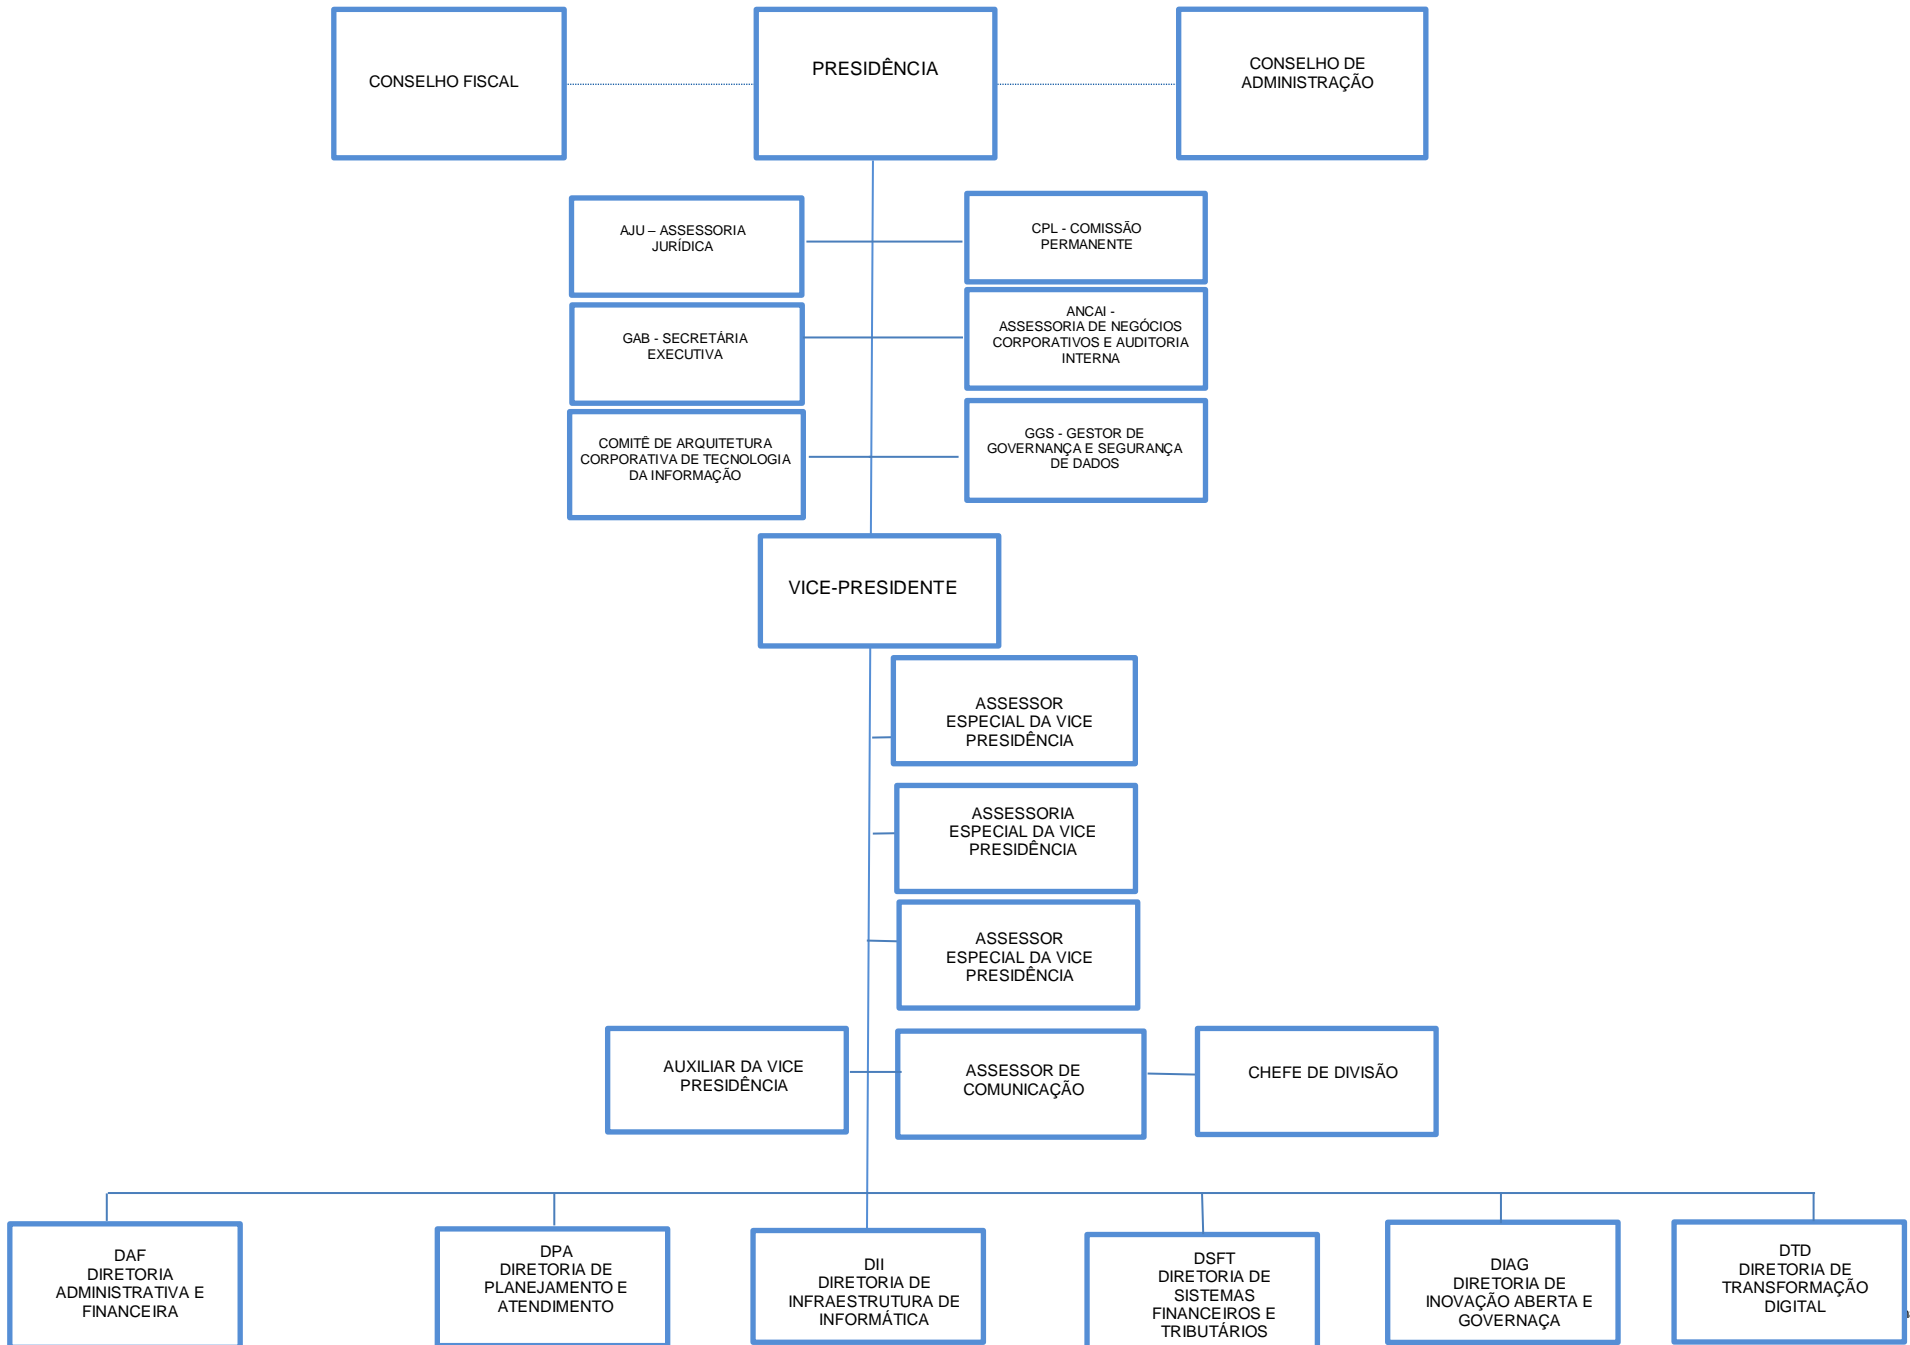 CONSELHO FISCAL
PRESIDÊNCIA
CONSELHO DE
ADMINISTRAÇÃO
AJU – ASSESSORIA
JURÍDICA
CPL - COMISSÃO
PERMANENTE
GAB - SECRETÁRIA
EXECUTIVA
ANCAI -
ASSESSORIA DE NEGÓCIOS
CORPORATIVOS E AUDITORIA
INTERNA
COMITÊ DE ARQUITETURA
CORPORATIVA DE TECNOLOGIA
DA INFORMAÇÃO
GGS - GESTOR DE
GOVERNANÇA E SEGURANÇA
DE DADOS
VICE-PRESIDENTE
ASSESSOR
ESPECIAL DA VICE
PRESIDÊNCIA
ASSESSORIA
ESPECIAL DA VICE
PRESIDÊNCIA
ASSESSOR
ESPECIAL DA VICE
PRESIDÊNCIA
AUXILIAR DA VICE
PRESIDÊNCIA
ASSESSOR DE
COMUNICAÇÃO
CHEFE DE DIVISÃO
DAF
DIRETORIA
ADMINISTRATIVA E
FINANCEIRA
DPA
DIRETORIA DE
PLANEJAMENTO E
ATENDIMENTO
DII
DIRETORIA DE
INFRAESTRUTURA DE
INFORMÁTICA
DSFT
DIRETORIA DE
SISTEMAS
FINANCEIROS E
TRIBUTÁRIOS
DIAG
DIRETORIA DE
INOVAÇÃO ABERTA E
GOVERNAÇA
DTD
DIRETORIA DE
TRANSFORMAÇÃO
DIGITAL